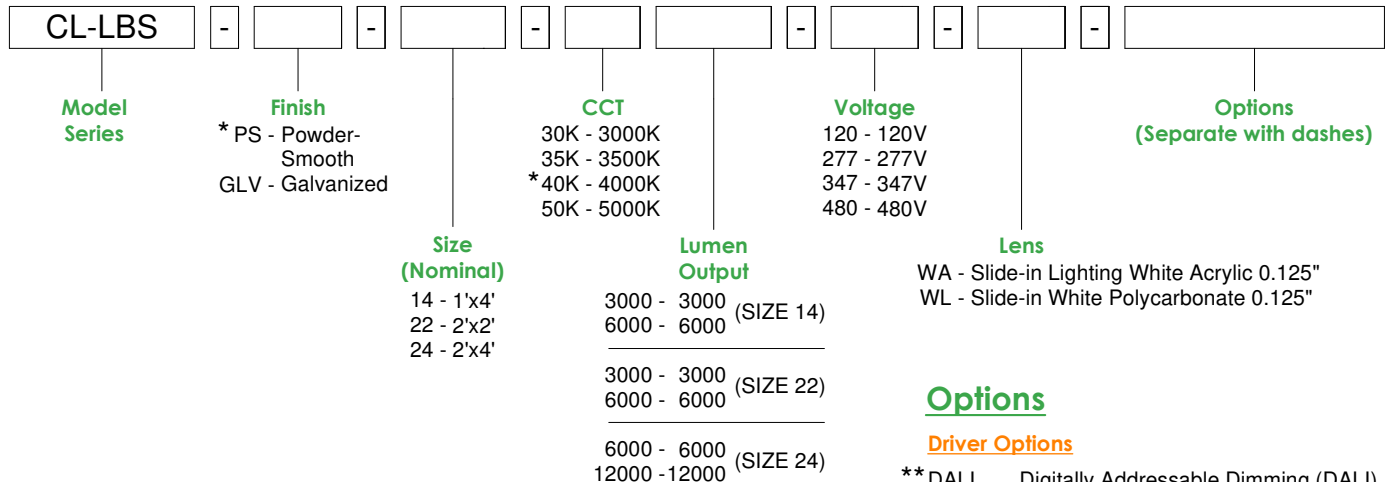 CL-LBS - - - - - -
Model Series
Finish
* PS - Powder-Smooth
GLV - Galvanized
Size (Nominal)
14 - 1'x4'
22 - 2'x2'
24 - 2'x4'
CCT
30K - 3000K
35K - 3500K
*40K - 4000K
50K - 5000K
Lumen Output
3000 - 3000 (SIZE 14)
6000 - 6000
3000 - 3000 (SIZE 22)
6000 - 6000
6000 - 6000 (SIZE 24)
12000 -12000
Voltage
120 - 120V
277 - 277V
347 - 347V
480 - 480V
Lens
WA - Slide-in Lighting White Acrylic 0.125"
WL - Slide-in White Polycarbonate 0.125"
Options
(Separate with dashes)
Options
Driver Options